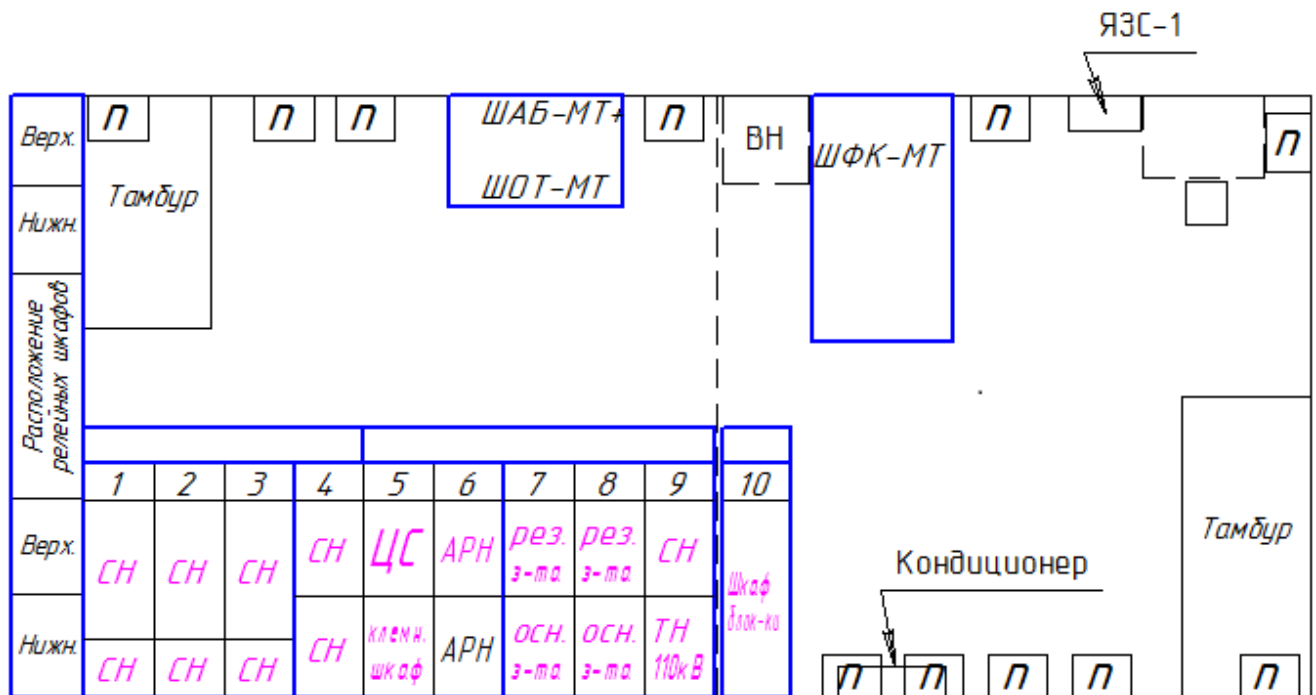 ЯЗС-1
Верх.
п
п
п
ШАБ-МТ+
ШОТ-МТ
п
ВН
ШФК-МТ
п
п
Тамбур
Нижн.
Расположение
релейных шкафов
1 2 3 4 5 6 7 8 9 10
Верх.
СН
СН
СН
СН
ЦС
АРН
рез.
з-та
рез.
з-та
СН
Шкаф
блок-ки
Нижн.
СН
СН
СН
СН
клемн.
шкаф
АРН
осн.
з-та
осн.
з-та
ТН
110кВ
Тамбур
Кондиционер
п
п
п
п
п